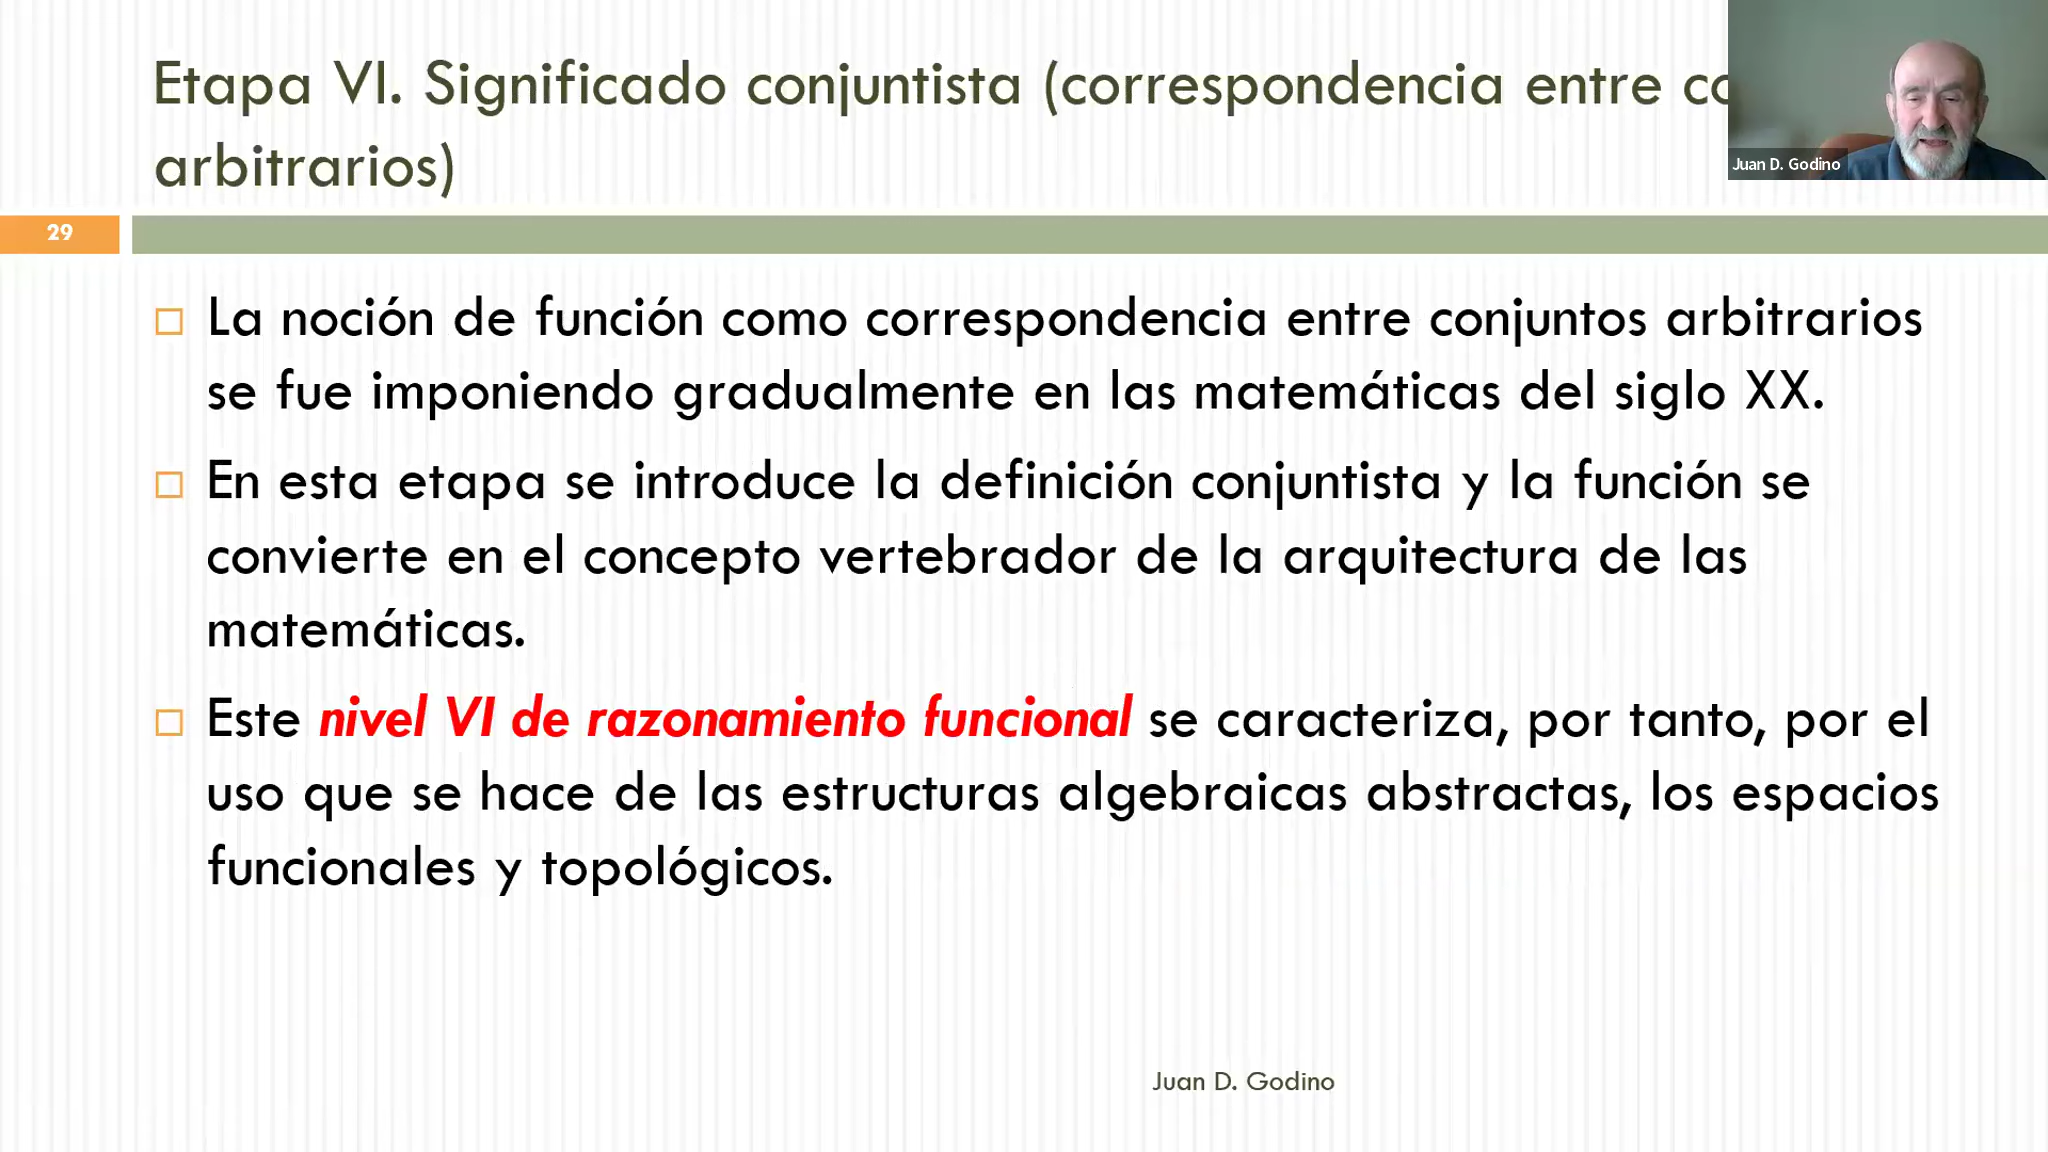 Etapa VI. Significado conjuntista (correspondencia entre
arbitrarios)
Juan D. Godino
29
La noción de función como correspondencia entre conjuntos arbitrarios
se fue imponiendo gradualmente en las matemáticas del siglo XX.
En esta etapa se introduce la definición conjuntista y la función se
convierte en el concepto vertebrador de la arquitectura de las
matemáticas.
Este nivel VI de razonamiento funcional se caracteriza, por tanto, por el
uso que se hace de las estructuras algebraicas abstractas, los espacios
funcionales y topológicos.
Juan D. Godino